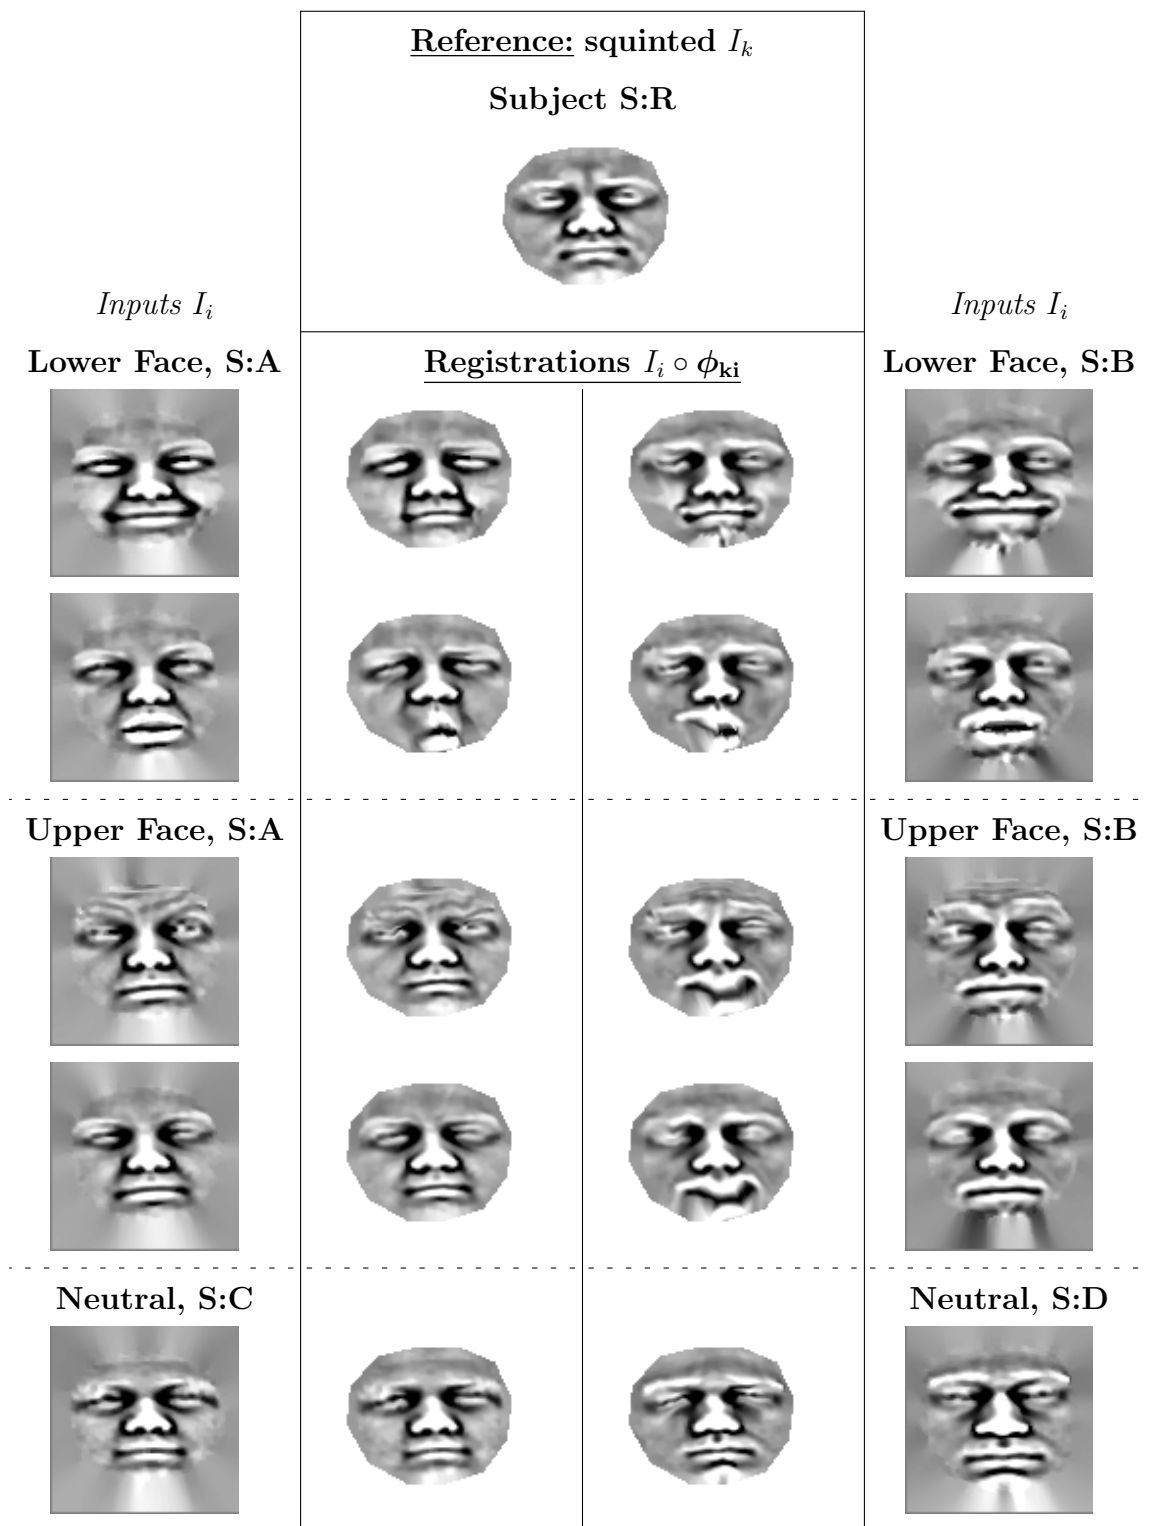 Reference: squinted I_k
Subject S:R
Inputs I_i
Inputs I_i
Lower Face, S:A
Registrations I_i ∘ ϕ_ki
Lower Face, S:B
Upper Face, S:A
Upper Face, S:B
Neutral, S:C
Neutral, S:D